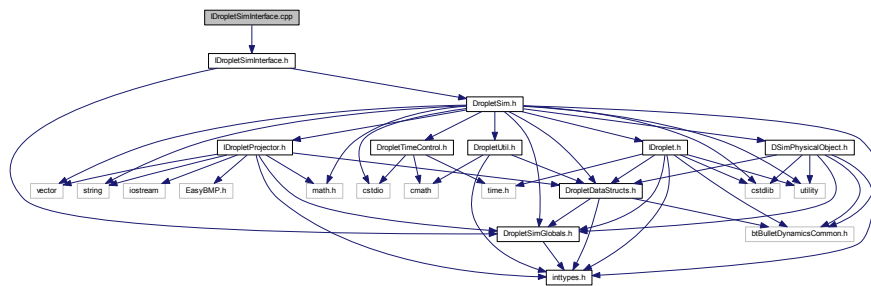 IDropletSimInterface.cpp
IDropletSimInterface.h
DropletSim.h
IDropletProjector.h
DropletTimeControl.h
DropletUtil.h
IDroplet.h
DSimPhysicalObject.h
vector
string
iostream
EasyBMP.h
math.h
cstdio
cmath
time.h
DropletDataStructs.h
cstdlib
utility
DropletSimGlobals.h
btBulletDynamicsCommon.h
inttypes.h